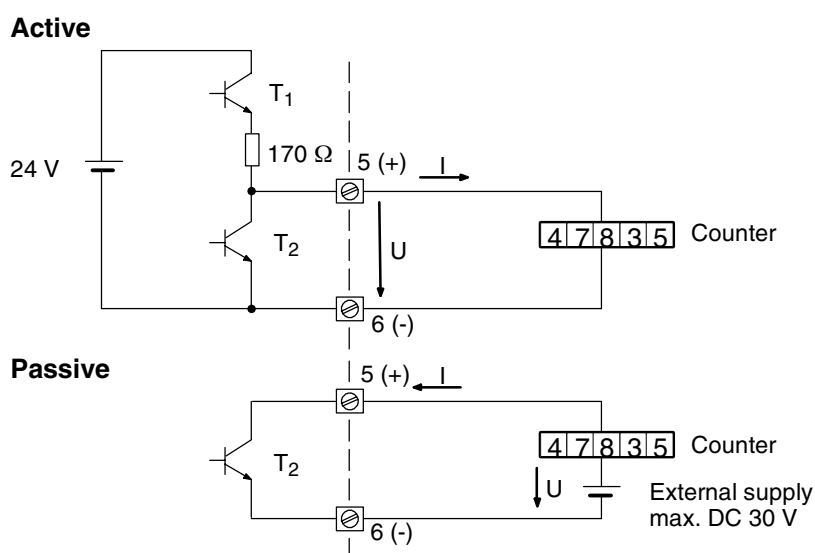 Active
T1
24 V
170 Ω
5 (+)
I
T2
U
4 7 8 3 5
Counter
6 (-)
Passive
5 (+)
I
T2
4 7 8 3 5
Counter
U
External supply
max. DC 30 V
6 (-)